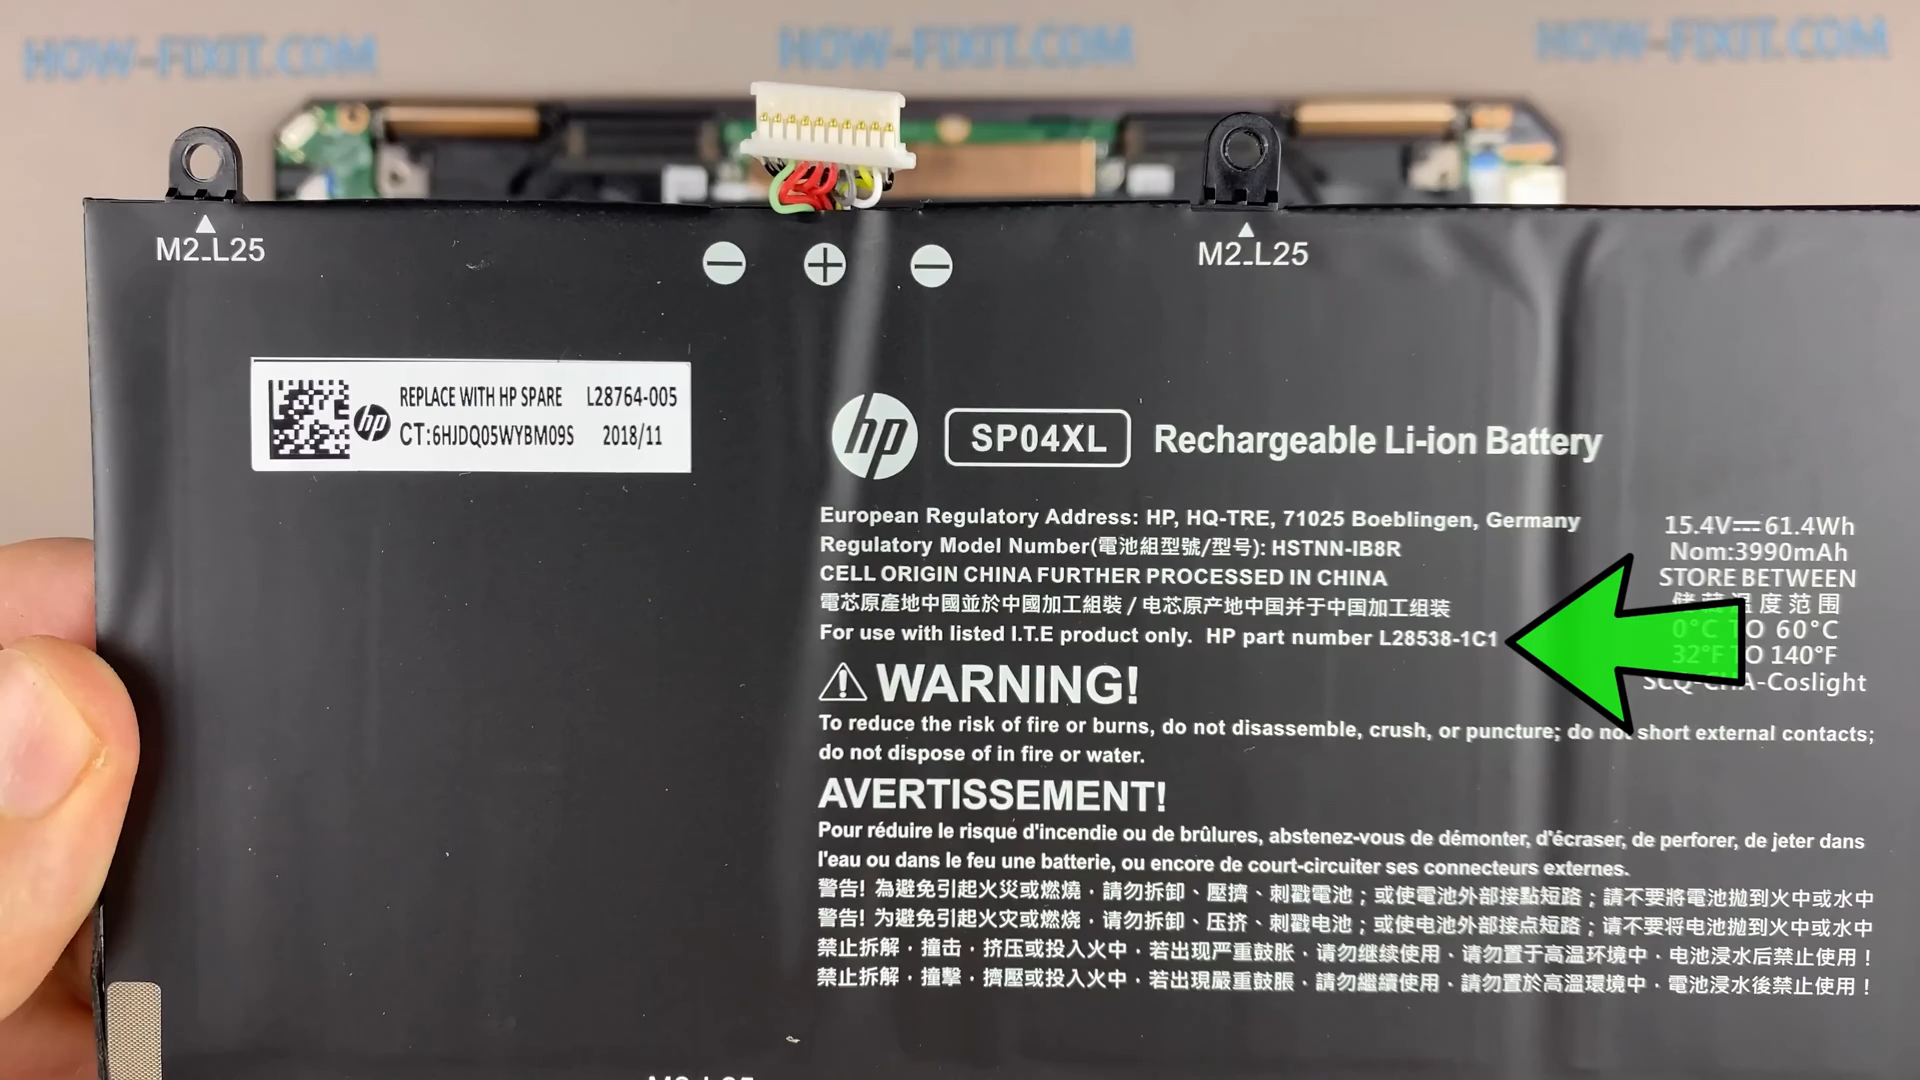 HOW-FIXIT.COM HOW-FIXIT.COM HOW-FIXIT.COM
M2_L25 M2_L25
REPLACE WITH HP SPARE L28764-005
hp
CT:6HJDQ05WYBM09S 2018/11
hp SP04XL Rechargeable Li-ion Battery
European Regulatory Address: HP, HQ-TRE, 71025 Boeblingen, Germany
Regulatory Model Number(電池組型號/型号): HSTNN-IB8R
CELL ORIGIN CHINA FURTHER PROCESSED IN CHINA
電芯原產地中國並於中國加工組裝 / 电芯原产地中国并于中国加工组装
For use with listed I.T.E product only. HP part number L28538-1C1
15.4V⎓61.4Wh
Nom:3990mAh
STORE BETWEEN
儲藏温度范围
0°C TO 60°C
32°F TO 140°F
SCQ-CHA-Coslight
WARNING!
To reduce the risk of fire or burns, do not disassemble, crush, or puncture; do not short external contacts;
do not dispose of in fire or water.
AVERTISSEMENT!
Pour réduire le risque d'incendie ou de brûlures, abstenez-vous de démonter, d'écraser, de perforer, de jeter dans
l'eau ou dans le feu une batterie, ou encore de court-circuiter ses connecteurs externes.
警告! 為避免引起火災或燃燒，請勿拆卸、壓擠、刺戳電池；或使電池外部接點短路；請不要將電池拋到火中或水中
警告! 为避免引起火灾或燃烧，请勿拆卸、压挤、刺戳电池；或使电池外部接点短路；请不要将电池抛到火中或水中
禁止拆解，撞击，挤压或投入火中，若出现严重鼓胀，请勿继续使用、请勿置于高温环境中，电池浸水后禁止使用！
禁止拆解，撞擊，擠壓或投入火中，若出現嚴重鼓脹，請勿繼續使用、請勿置於高溫環境中，電池浸水後禁止使用！